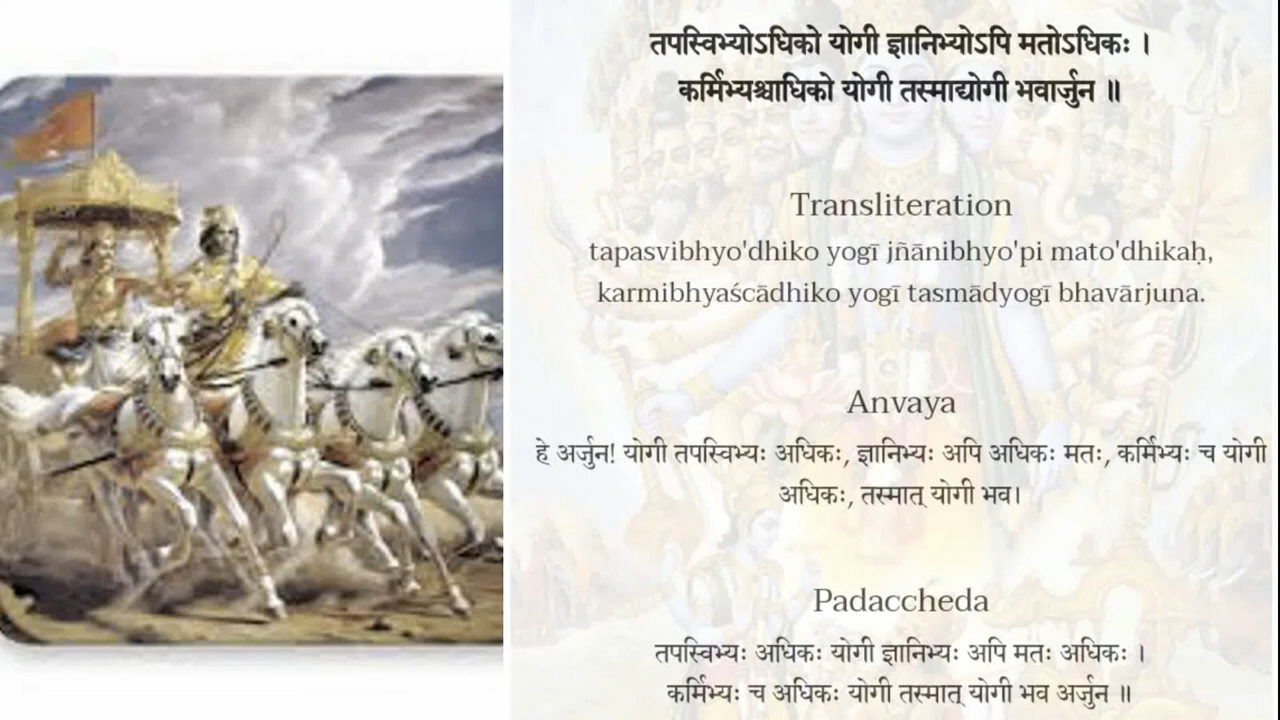 तपस्विभ्योऽधिको योगी ज्ञानिभ्योऽपि मतोऽधिकः ।
कर्मिभ्यश्चाधिको योगी तस्माद्योगी भवार्जुन ॥
Transliteration
tapasvibhyo'dhiko yogī jñānibhyo'pi mato'dhikaḥ,
karmibhyaścādhiko yogī tasmādyogī bhavārjuna.
Anvaya
हे अर्जुन! योगी तपस्विभ्यः अधिकः, ज्ञानिभ्यः अपि अधिकः मतः, कर्मिभ्यः च योगी
अधिकः, तस्मात् योगी भव।
Padaccheda
तपस्विभ्यः अधिकः योगी ज्ञानिभ्यः अपि मतः अधिकः ।
कर्मिभ्यः च अधिकः योगी तस्मात् योगी भव अर्जुन ॥